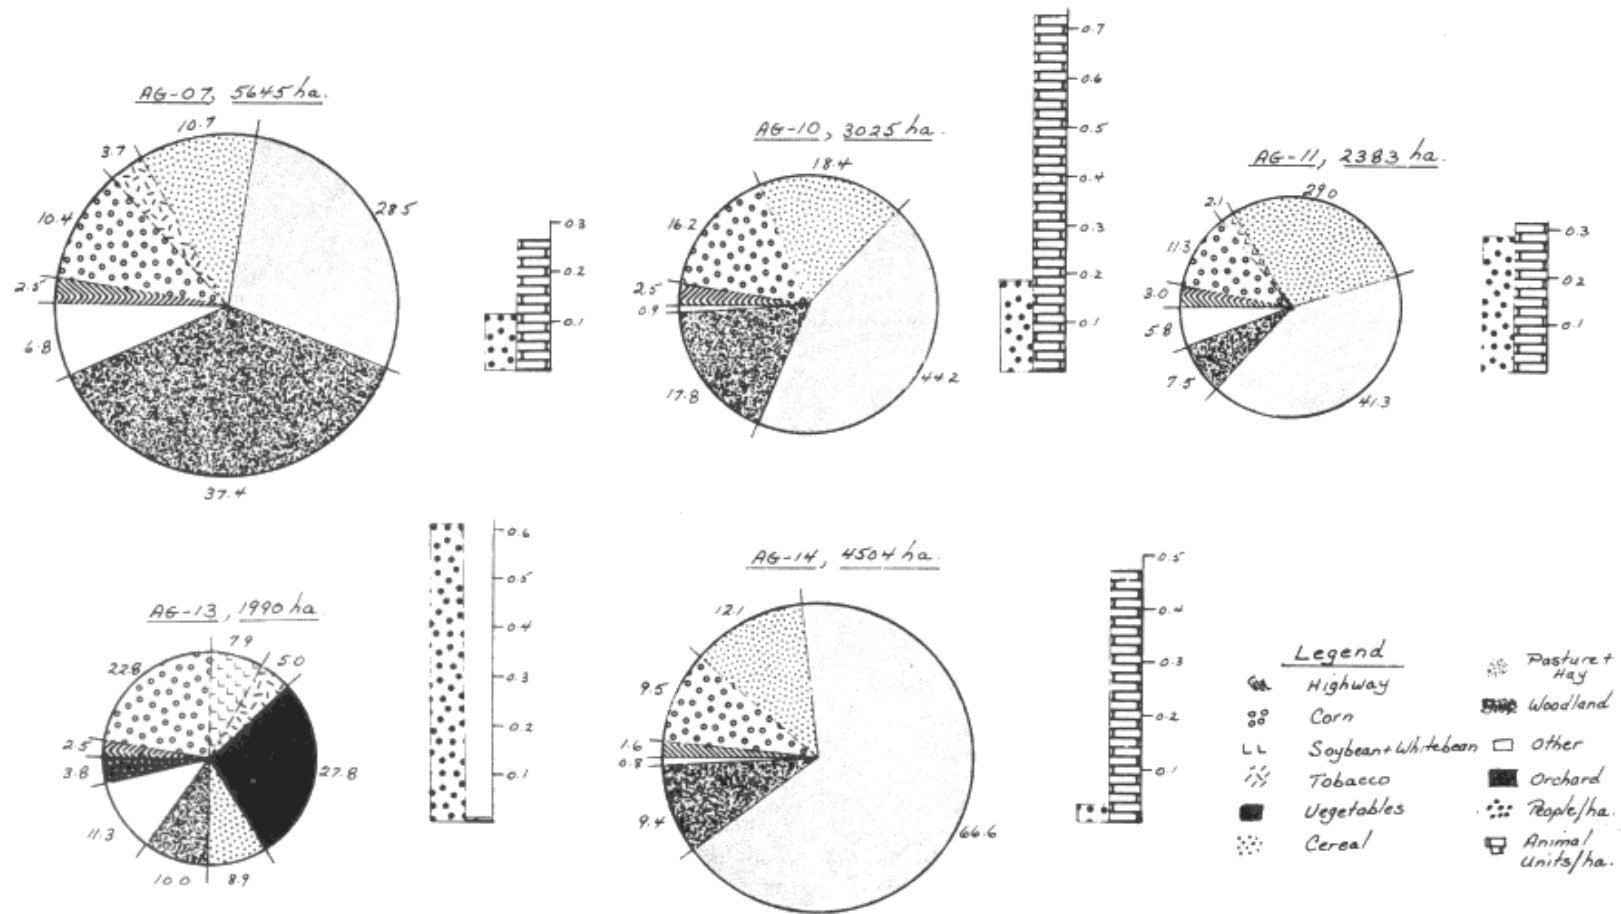 AG-07, 5645 ha.
10.7
3.7
10.4
28.5
2.5
6.8
37.4
0.3
0.2
0.1
AG-10, 3025 ha.
18.4
16.2
2.5
0.9
17.8
44.2
0.7
0.6
0.5
0.4
0.3
0.2
0.1
AG-11, 2383 ha.
29.0
2.1
11.3
3.0
5.8
7.5
41.3
0.3
0.2
0.1
AG-13, 1990 ha.
7.9
5.0
22.8
2.5
3.8
27.8
11.3
10.0
8.9
0.6
0.5
0.4
0.3
0.2
0.1
AG-14, 4504 ha.
12.1
9.5
1.6
0.8
9.4
66.6
0.5
0.4
0.3
0.2
0.1
Legend
Highway
Corn
Soybean+Whitebean
Tobacco
Vegetables
Cereal
Pasture+
Hay
Woodland
Other
Orchard
People/ha.
Animal
Units/ha.